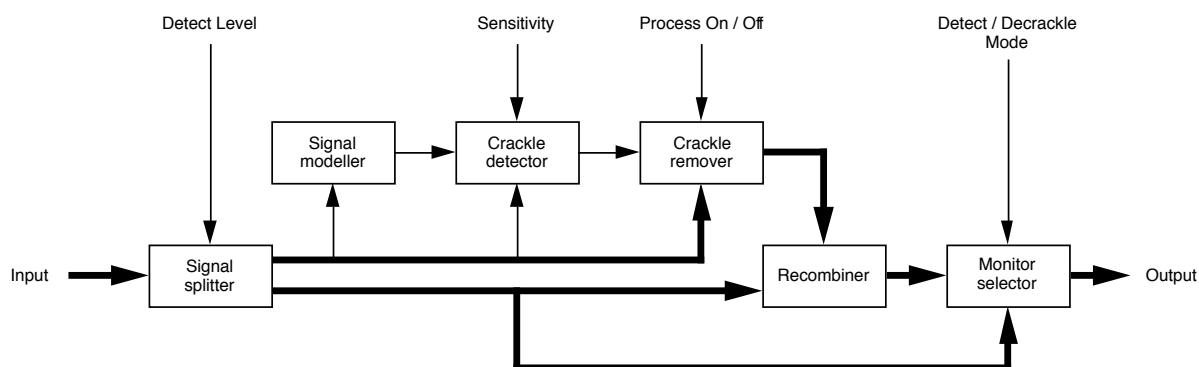 Detect Level
Sensitivity
Process On / Off
Detect / Decrackle
Mode
Signal
modeller
Crackle
detector
Crackle
remover
Input
Signal
splitter
Recombiner
Monitor
selector
Output